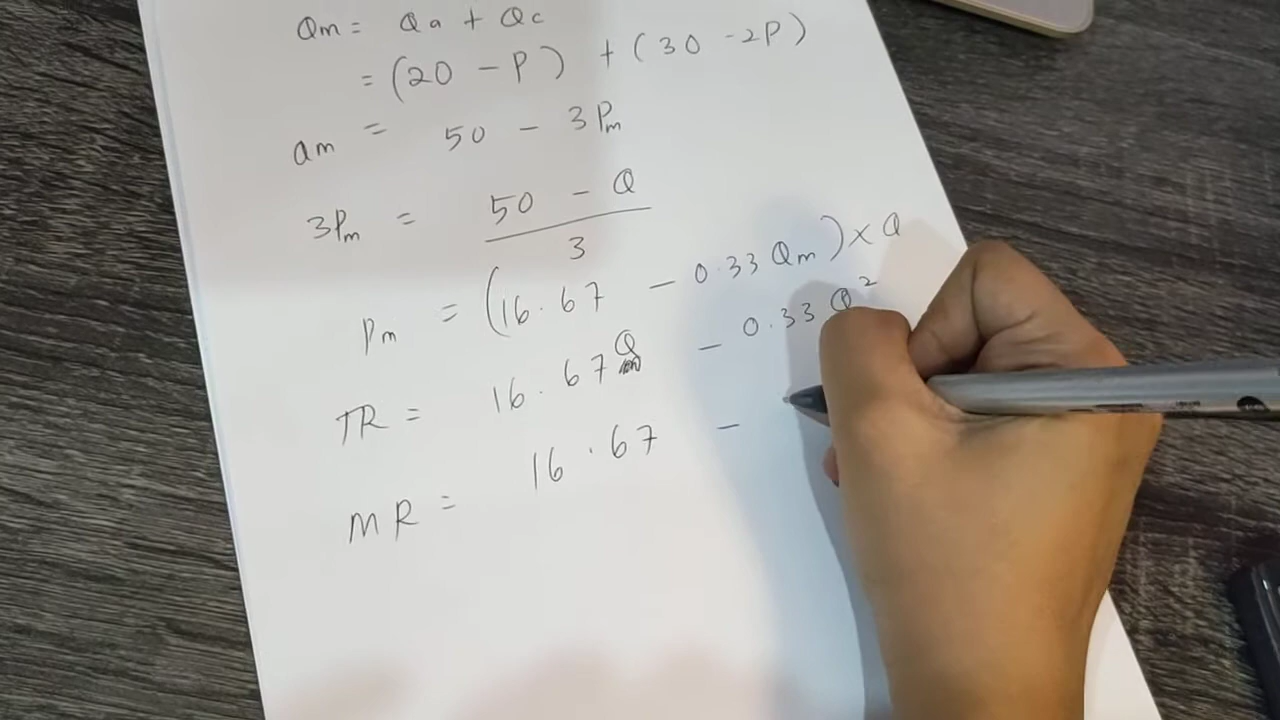 Qm = Qa + Qc
= (20 - P) + (30 - 2P)
Qm = 50 - 3Pm
3Pm = 50 - Q
3
Pm = (16.67 - 0.33 Qm) × Q
TR = 16.67Q - 0.33 Q²
MR = 16.67 -